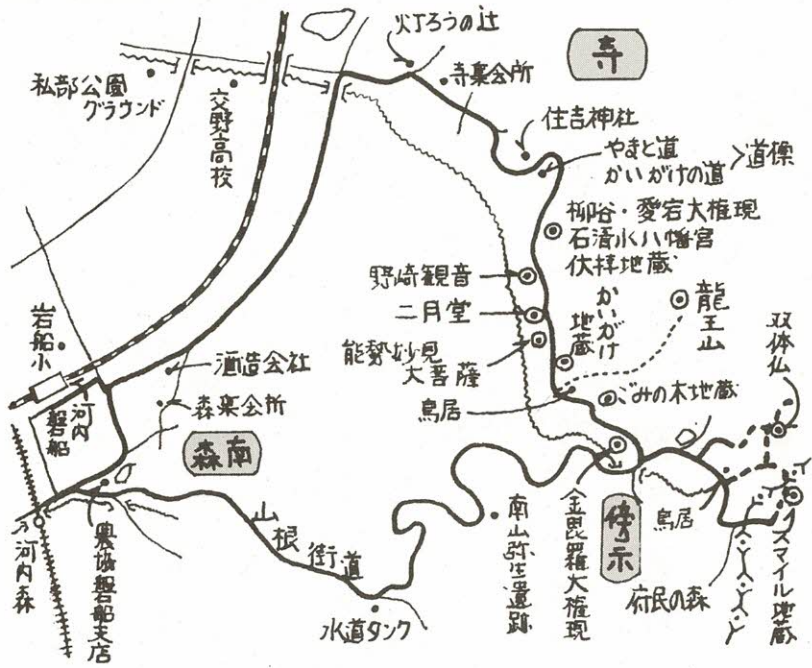 火灯ろうの辻
寺
寺集会所
私部公園
グラウンド
交野高校
住吉神社
やまと道
かいがけの道
道標
柳谷・愛宕大権現
石清水八幡宮
伏拝地蔵
野崎観音
二月堂
能勢妙見
大菩薩
かいがけ
地蔵
龍王山
双体仏
鳥居
ごみの木地蔵
岩船小
酒造会社
森集会所
河内
磐船
森南
山根街道
水道タンク
農協磐船支店
河内森
南山弥生遺跡
金毘羅大権現
傍示
鳥居
府民の森
スマイル地蔵